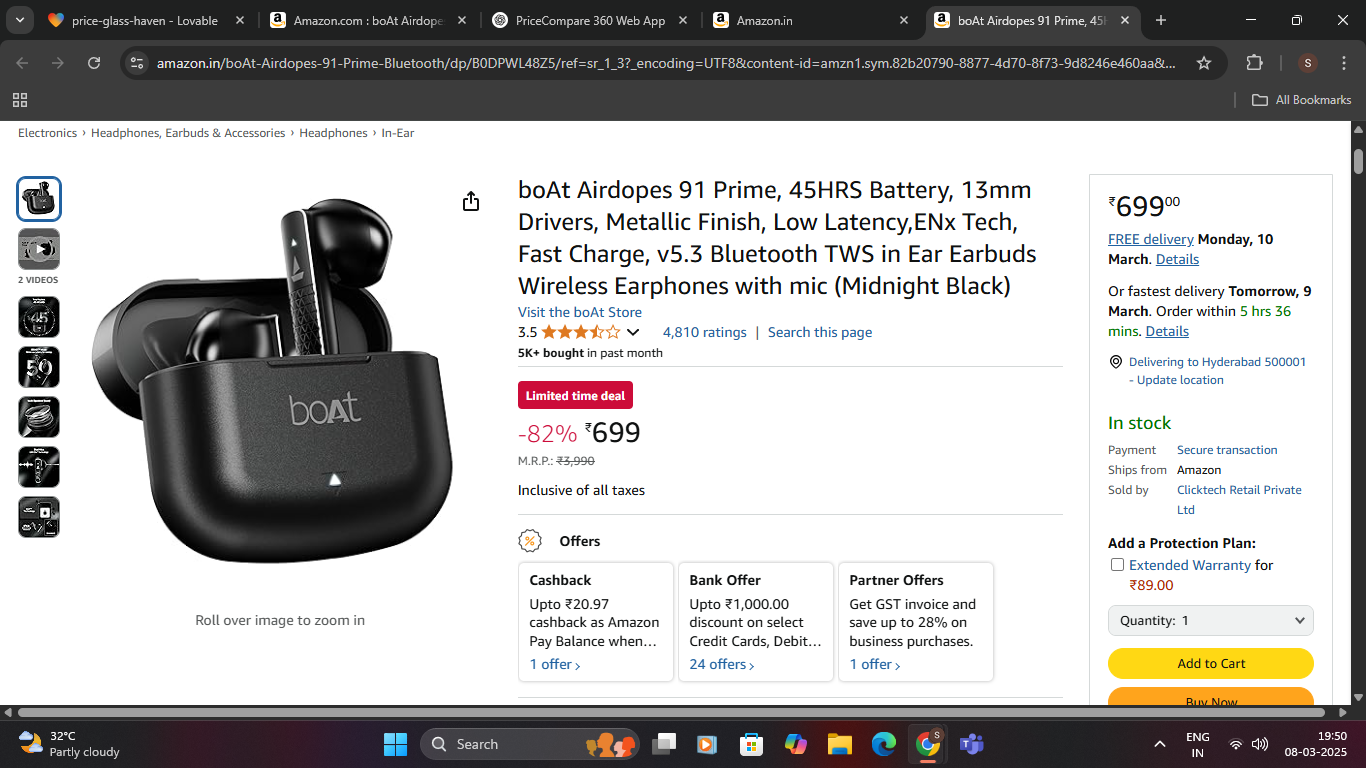 price-glass-haven - Lovable
Amazon.com : boAt Airdope
PriceCompare 360 Web App
Amazon.in
boAt Airdopes 91 Prime, 45H
amazon.in/boAt-Airdopes-91-Prime-Bluetooth/dp/B0DPWL48Z5/ref=sr_1_3?_encoding=UTF8&content-id=amzn1.sym.82b20790-8877-4d70-8f73-9d8246e460aa&...
S
All Bookmarks
Electronics › Headphones, Earbuds & Accessories › Headphones › In-Ear
2 VIDEOS
45
50
boAt
Roll over image to zoom in
boAt Airdopes 91 Prime, 45HRS Battery, 13mm
Drivers, Metallic Finish, Low Latency,ENx Tech,
Fast Charge, v5.3 Bluetooth TWS in Ear Earbuds
Wireless Earphones with mic (Midnight Black)
Visit the boAt Store
3.5 4,810 ratings | Search this page
5K+ bought in past month
Limited time deal
-82% ₹699
M.R.P.: ₹3,990
Inclusive of all taxes
Offers
Cashback
Upto ₹20.97
cashback as Amazon
Pay Balance when...
1 offer ›
Bank Offer
Upto ₹1,000.00
discount on select
Credit Cards, Debit...
24 offers ›
Partner Offers
Get GST invoice and
save up to 28% on
business purchases.
1 offer ›
₹69900
FREE delivery Monday, 10
March. Details
Or fastest delivery Tomorrow, 9
March. Order within 5 hrs 36
mins. Details
Delivering to Hyderabad 500001
- Update location
In stock
Payment Secure transaction
Ships from Amazon
Sold by Clicktech Retail Private
Ltd
Add a Protection Plan:
Extended Warranty for
₹89.00
Quantity: 1
Add to Cart
Buy Now
32°C
Partly cloudy
Search
S
ENG
IN
19:50
08-03-2025